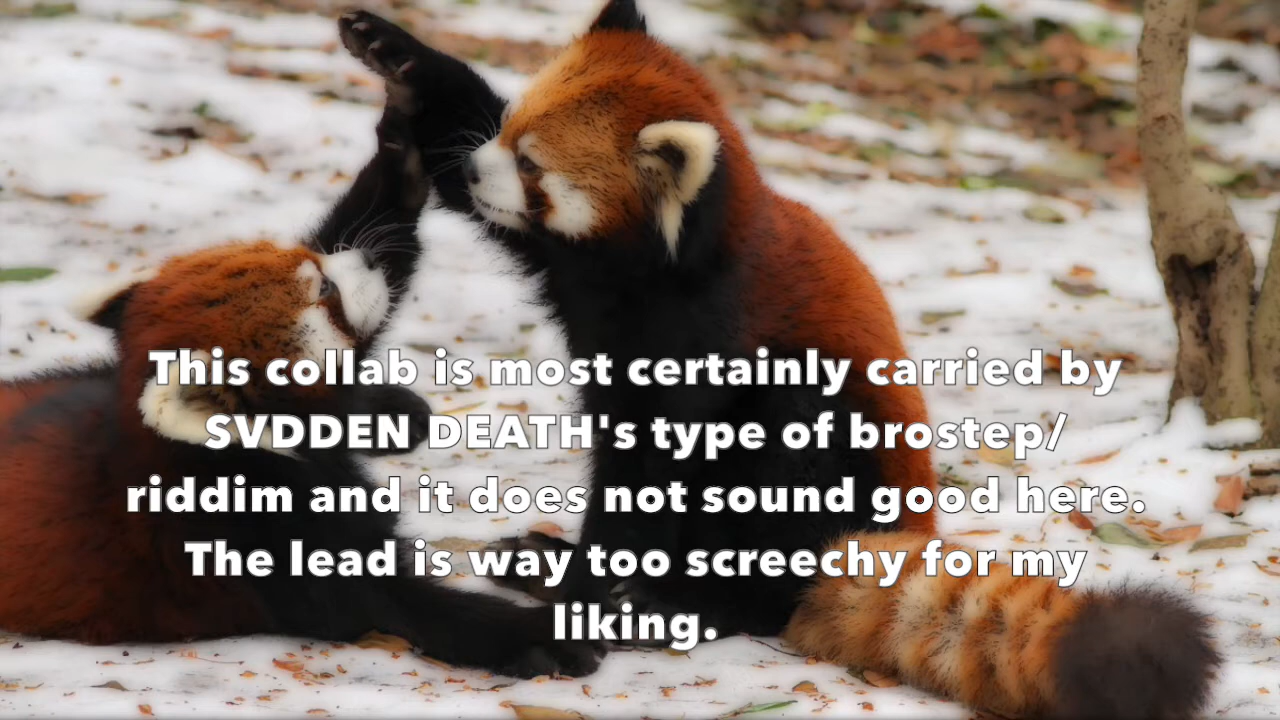 This collab is most certainly carried by
SVDDEN DEATH's type of brostep/
riddim and it does not sound good here.
The lead is way too screechy for my
liking.